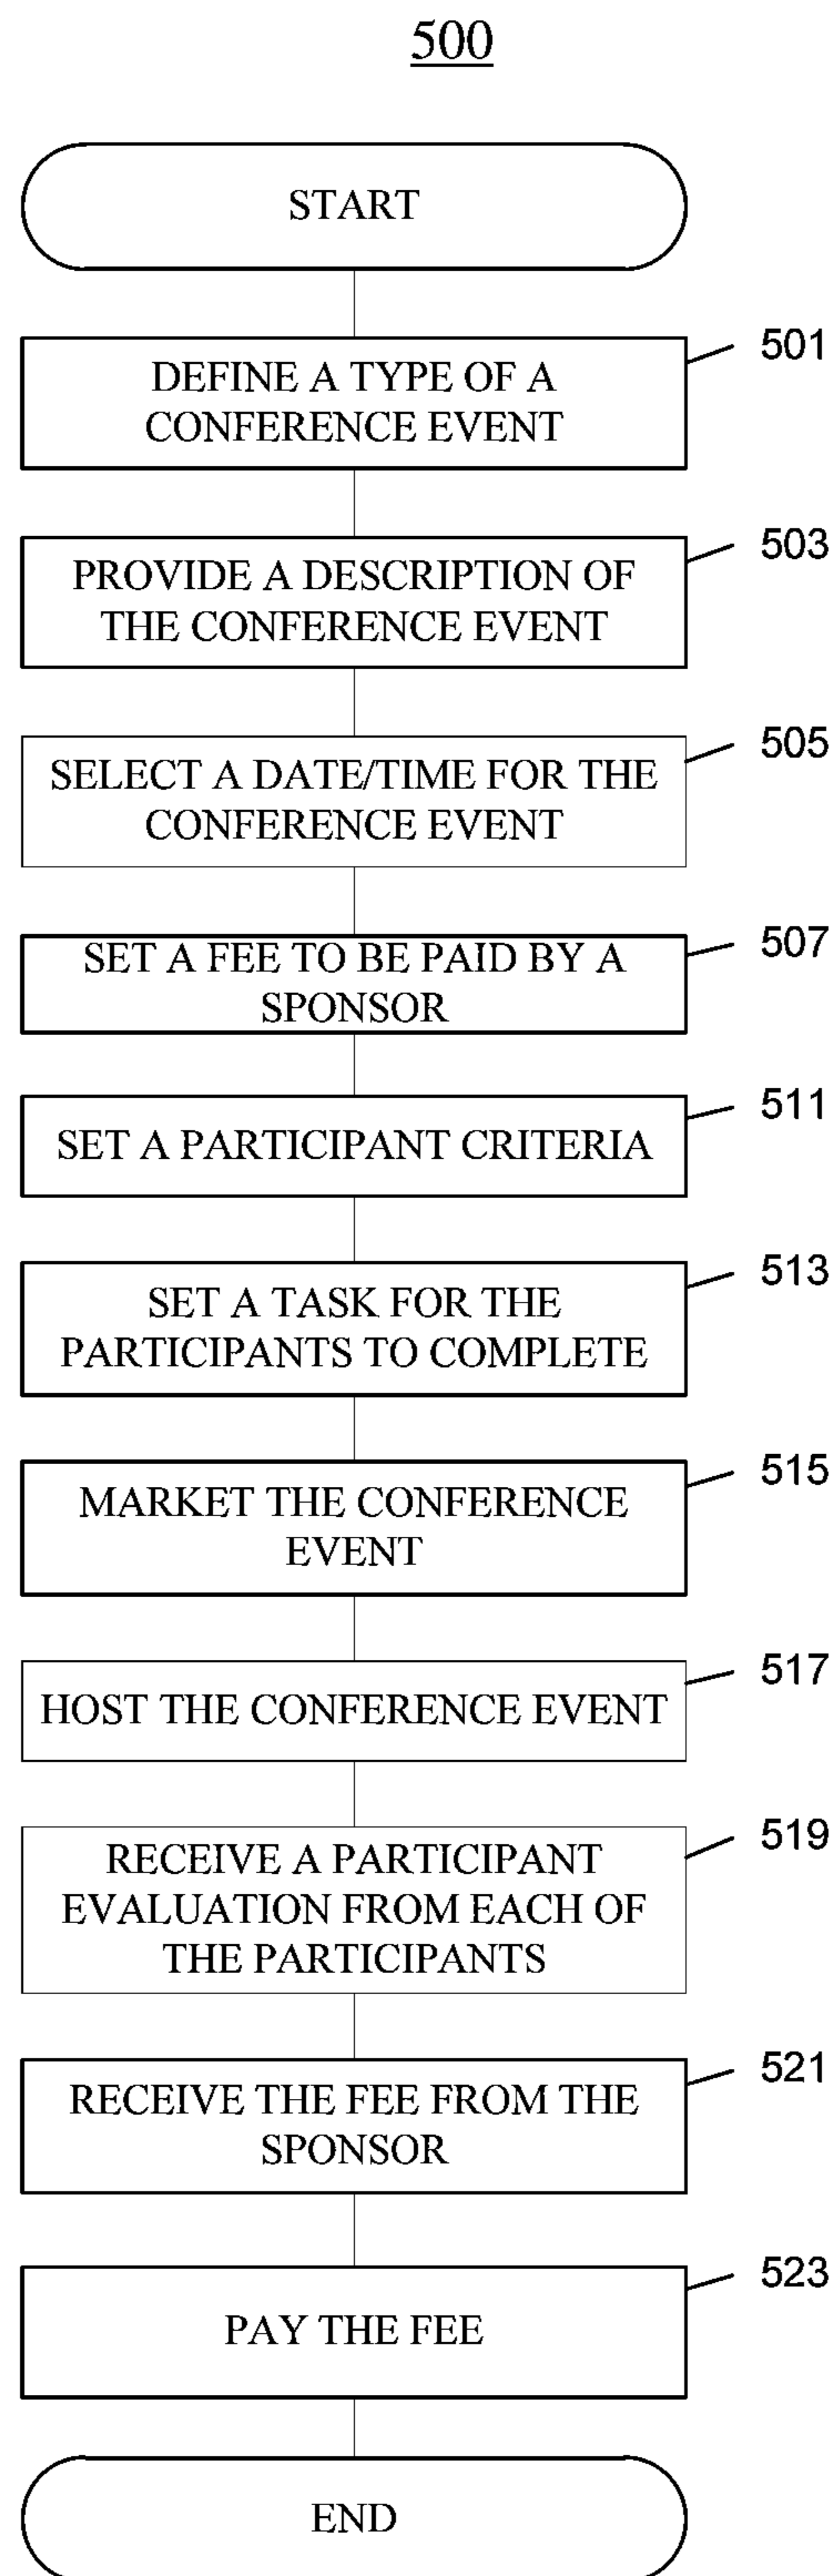 500
START
DEFINE A TYPE OF A
CONFERENCE EVENT
501
PROVIDE A DESCRIPTION OF
THE CONFERENCE EVENT
503
SELECT A DATE/TIME FOR THE
CONFERENCE EVENT
505
SET A FEE TO BE PAID BY A
SPONSOR
507
SET A PARTICIPANT CRITERIA
511
SET A TASK FOR THE
PARTICIPANTS TO COMPLETE
513
MARKET THE CONFERENCE
EVENT
515
HOST THE CONFERENCE EVENT
517
RECEIVE A PARTICIPANT
EVALUATION FROM EACH OF
THE PARTICIPANTS
519
RECEIVE THE FEE FROM THE
SPONSOR
521
PAY THE FEE
523
END